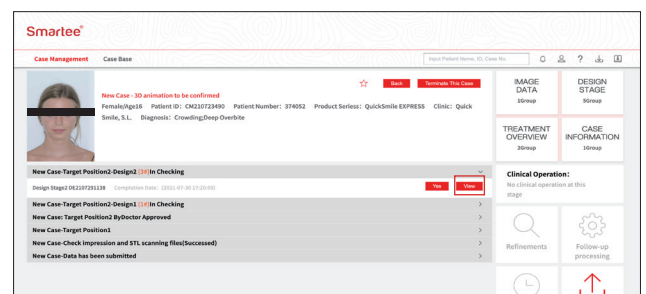 Smartee®
Case Management Case Base
Input Patient Name, ID, Case No.
?
New Case - 3D animation to be confirmed
Back Terminate This Case
Female/Age16 Patient ID: CM210723490 Patient Number: 374052 Product Seriess: QuickSmile EXPRESS Clinic: Quick
Smile, S.L. Diagnosis: Crowding;Deep Overbite
IMAGE DATA
1Group
DESIGN STAGE
5Group
TREATMENT OVERVIEW
2Group
CASE INFORMATION
1Group
New Case-Target Position2-Design2 (3#)In Checking
Design Stage2 DE2107291138 Completion Date: (2021-07-30 17:20:00)
Yes View
New Case-Target Position2-Design1 (1#)In Checking
New Case: Target Position2 ByDoctor Approved
New Case-Target Position1
New Case-Check impression and STL scanning files(Successed)
New Case-Data has been submitted
Clinical Operation:
No clinical operation at this
stage
Refinements
Follow-up
processing